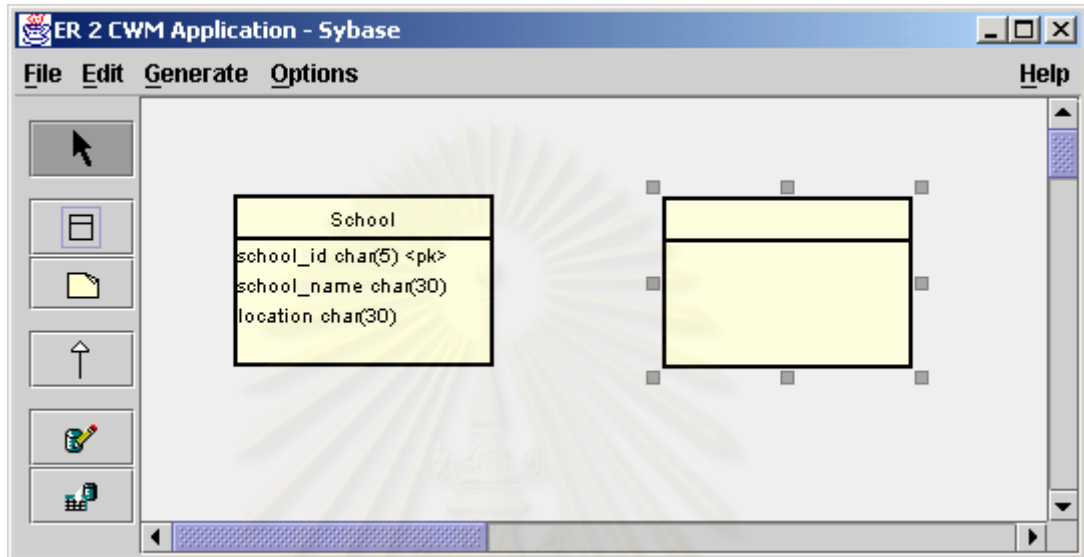 ER 2 CWM Application - Sybase
File Edit Generate Options Help
School
school_id char(5) <pk>
school_name char(30)
location char(30)